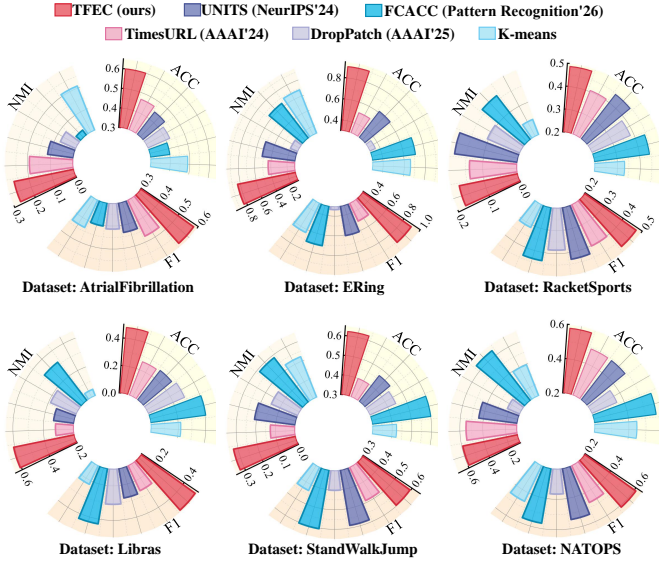 TFEC (ours) UNITS (NeurIPS'24) FCACC (Pattern Recognition'26)
TimesURL (AAAI'24) DropPatch (AAAI'25) K-means
NMI 0.6 0.5 0.4 0.3 ACC
0.0 0.1 0.2 0.3
0.3 0.4 0.5 0.6 F1
Dataset: AtrialFibrillation
NMI 0.8 0.6 0.4 ACC
0.2 0.4 0.6 0.8
0.4 0.6 0.8 1.0 F1
Dataset: ERing
NMI 0.5 0.4 0.3 0.2 ACC
0.0 0.1 0.2
0.2 0.3 0.4 0.5 F1
Dataset: RacketSports
NMI 0.4 0.2 0.0 ACC
0.2 0.4 0.6
0.2 0.4 F1
Dataset: Libras
NMI 0.6 0.5 0.4 0.3 ACC
0.0 0.1 0.2 0.3
0.3 0.4 0.5 0.6 F1
Dataset: StandWalkJump
NMI 0.6 0.4 0.2 ACC
0.0 0.2 0.4 0.6
0.2 0.4 0.6 F1
Dataset: NATOPS